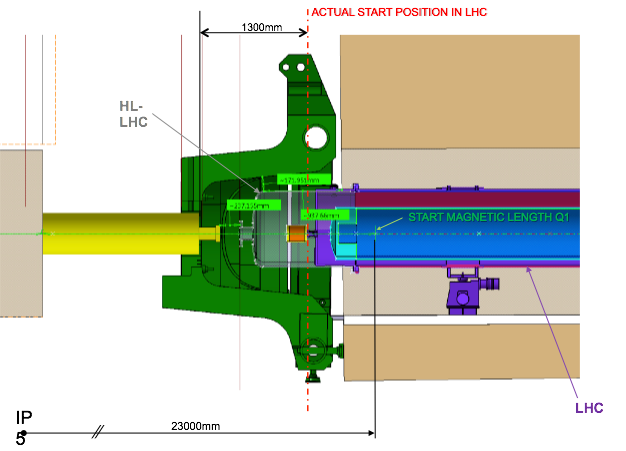 ACTUAL START POSITION IN LHC
1300mm
HL-
LHC
START MAGNETIC LENGTH Q1
LHC
23000mm
IP
5